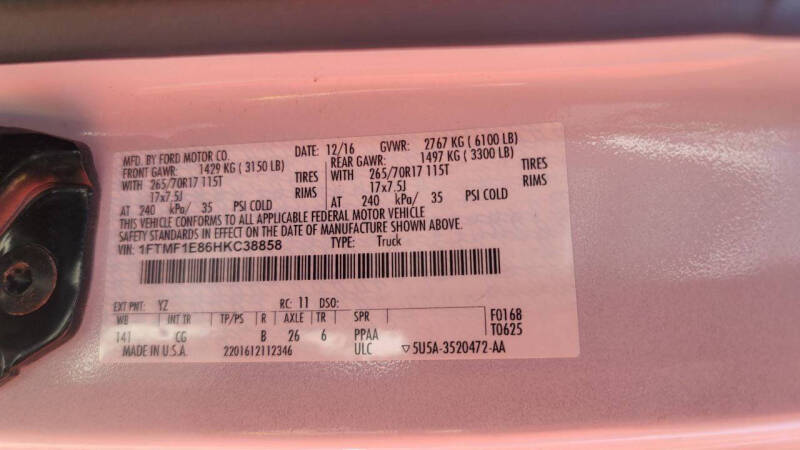 MFD. BY FORD MOTOR CO. DATE: 12/16 GVWR: 2767 KG (6100 LB)
FRONT GAWR: 1429 KG (3150 LB) REAR GAWR: 1497 KG (3300 LB)
WITH 265/70R17 115T TIRES WITH 265/70R17 115T TIRES
17x7.5J RIMS 17x7.5J RIMS
AT 240 kPa/ 35 PSI COLD AT 240 kPa/ 35 PSI COLD
THIS VEHICLE CONFORMS TO ALL APPLICABLE FEDERAL MOTOR VEHICLE
SAFETY STANDARDS IN EFFECT ON THE DATE OF MANUFACTURE SHOWN ABOVE.
VIN: 1FTMF1E86HKC38858 TYPE: Truck
EXT PNT: YZ RC: 11 DSO:
WB INT TR TP/PS R AXLE TR SPR F0168
141 CG B 26 6 PPAA T0625
MADE IN U.S.A. 2201612112346 ULC ▽5U5A-3520472-AA